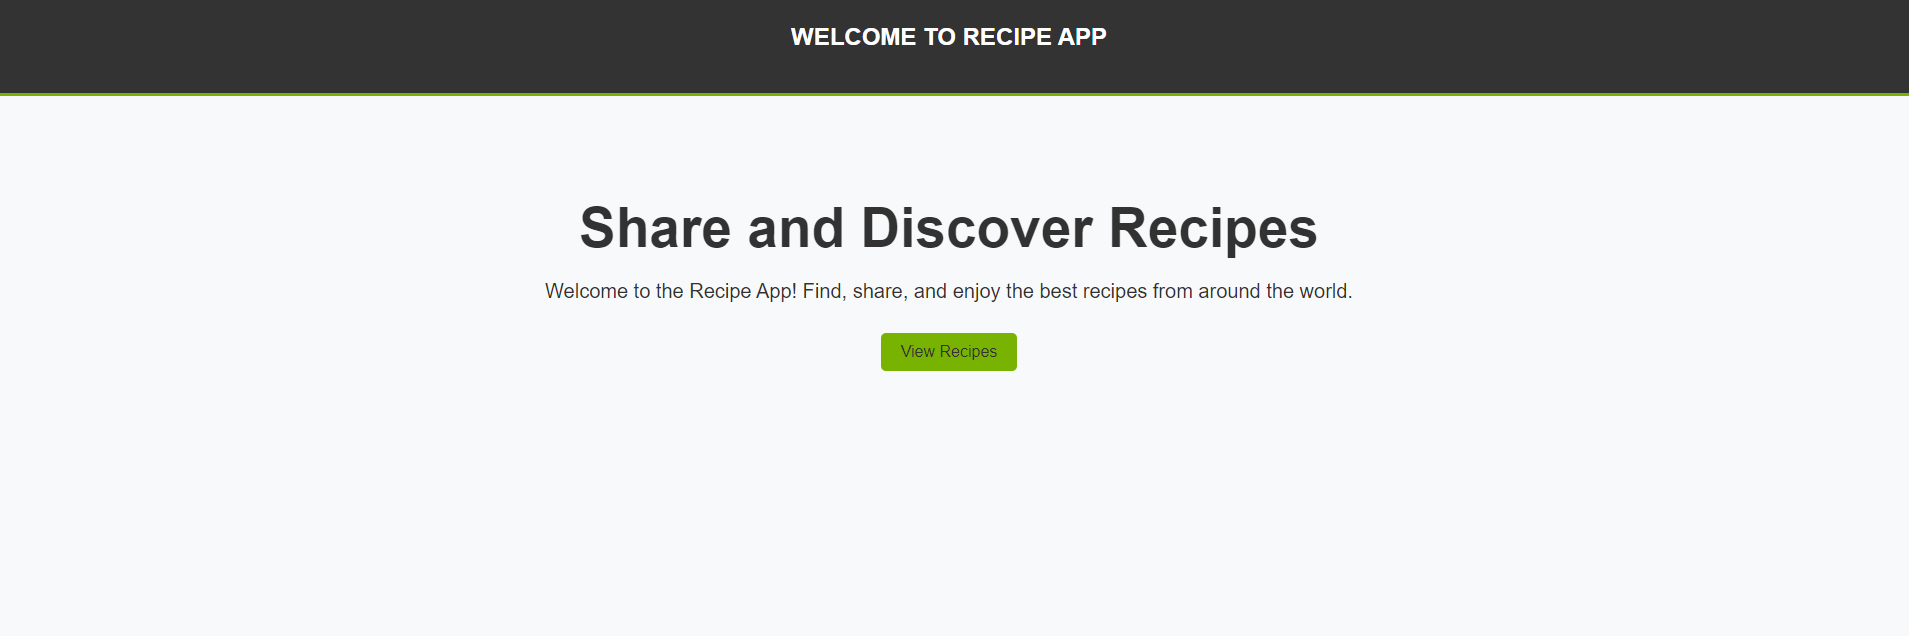 WELCOME TO RECIPE APP
Share and Discover Recipes
Welcome to the Recipe App! Find, share, and enjoy the best recipes from around the world.
View Recipes